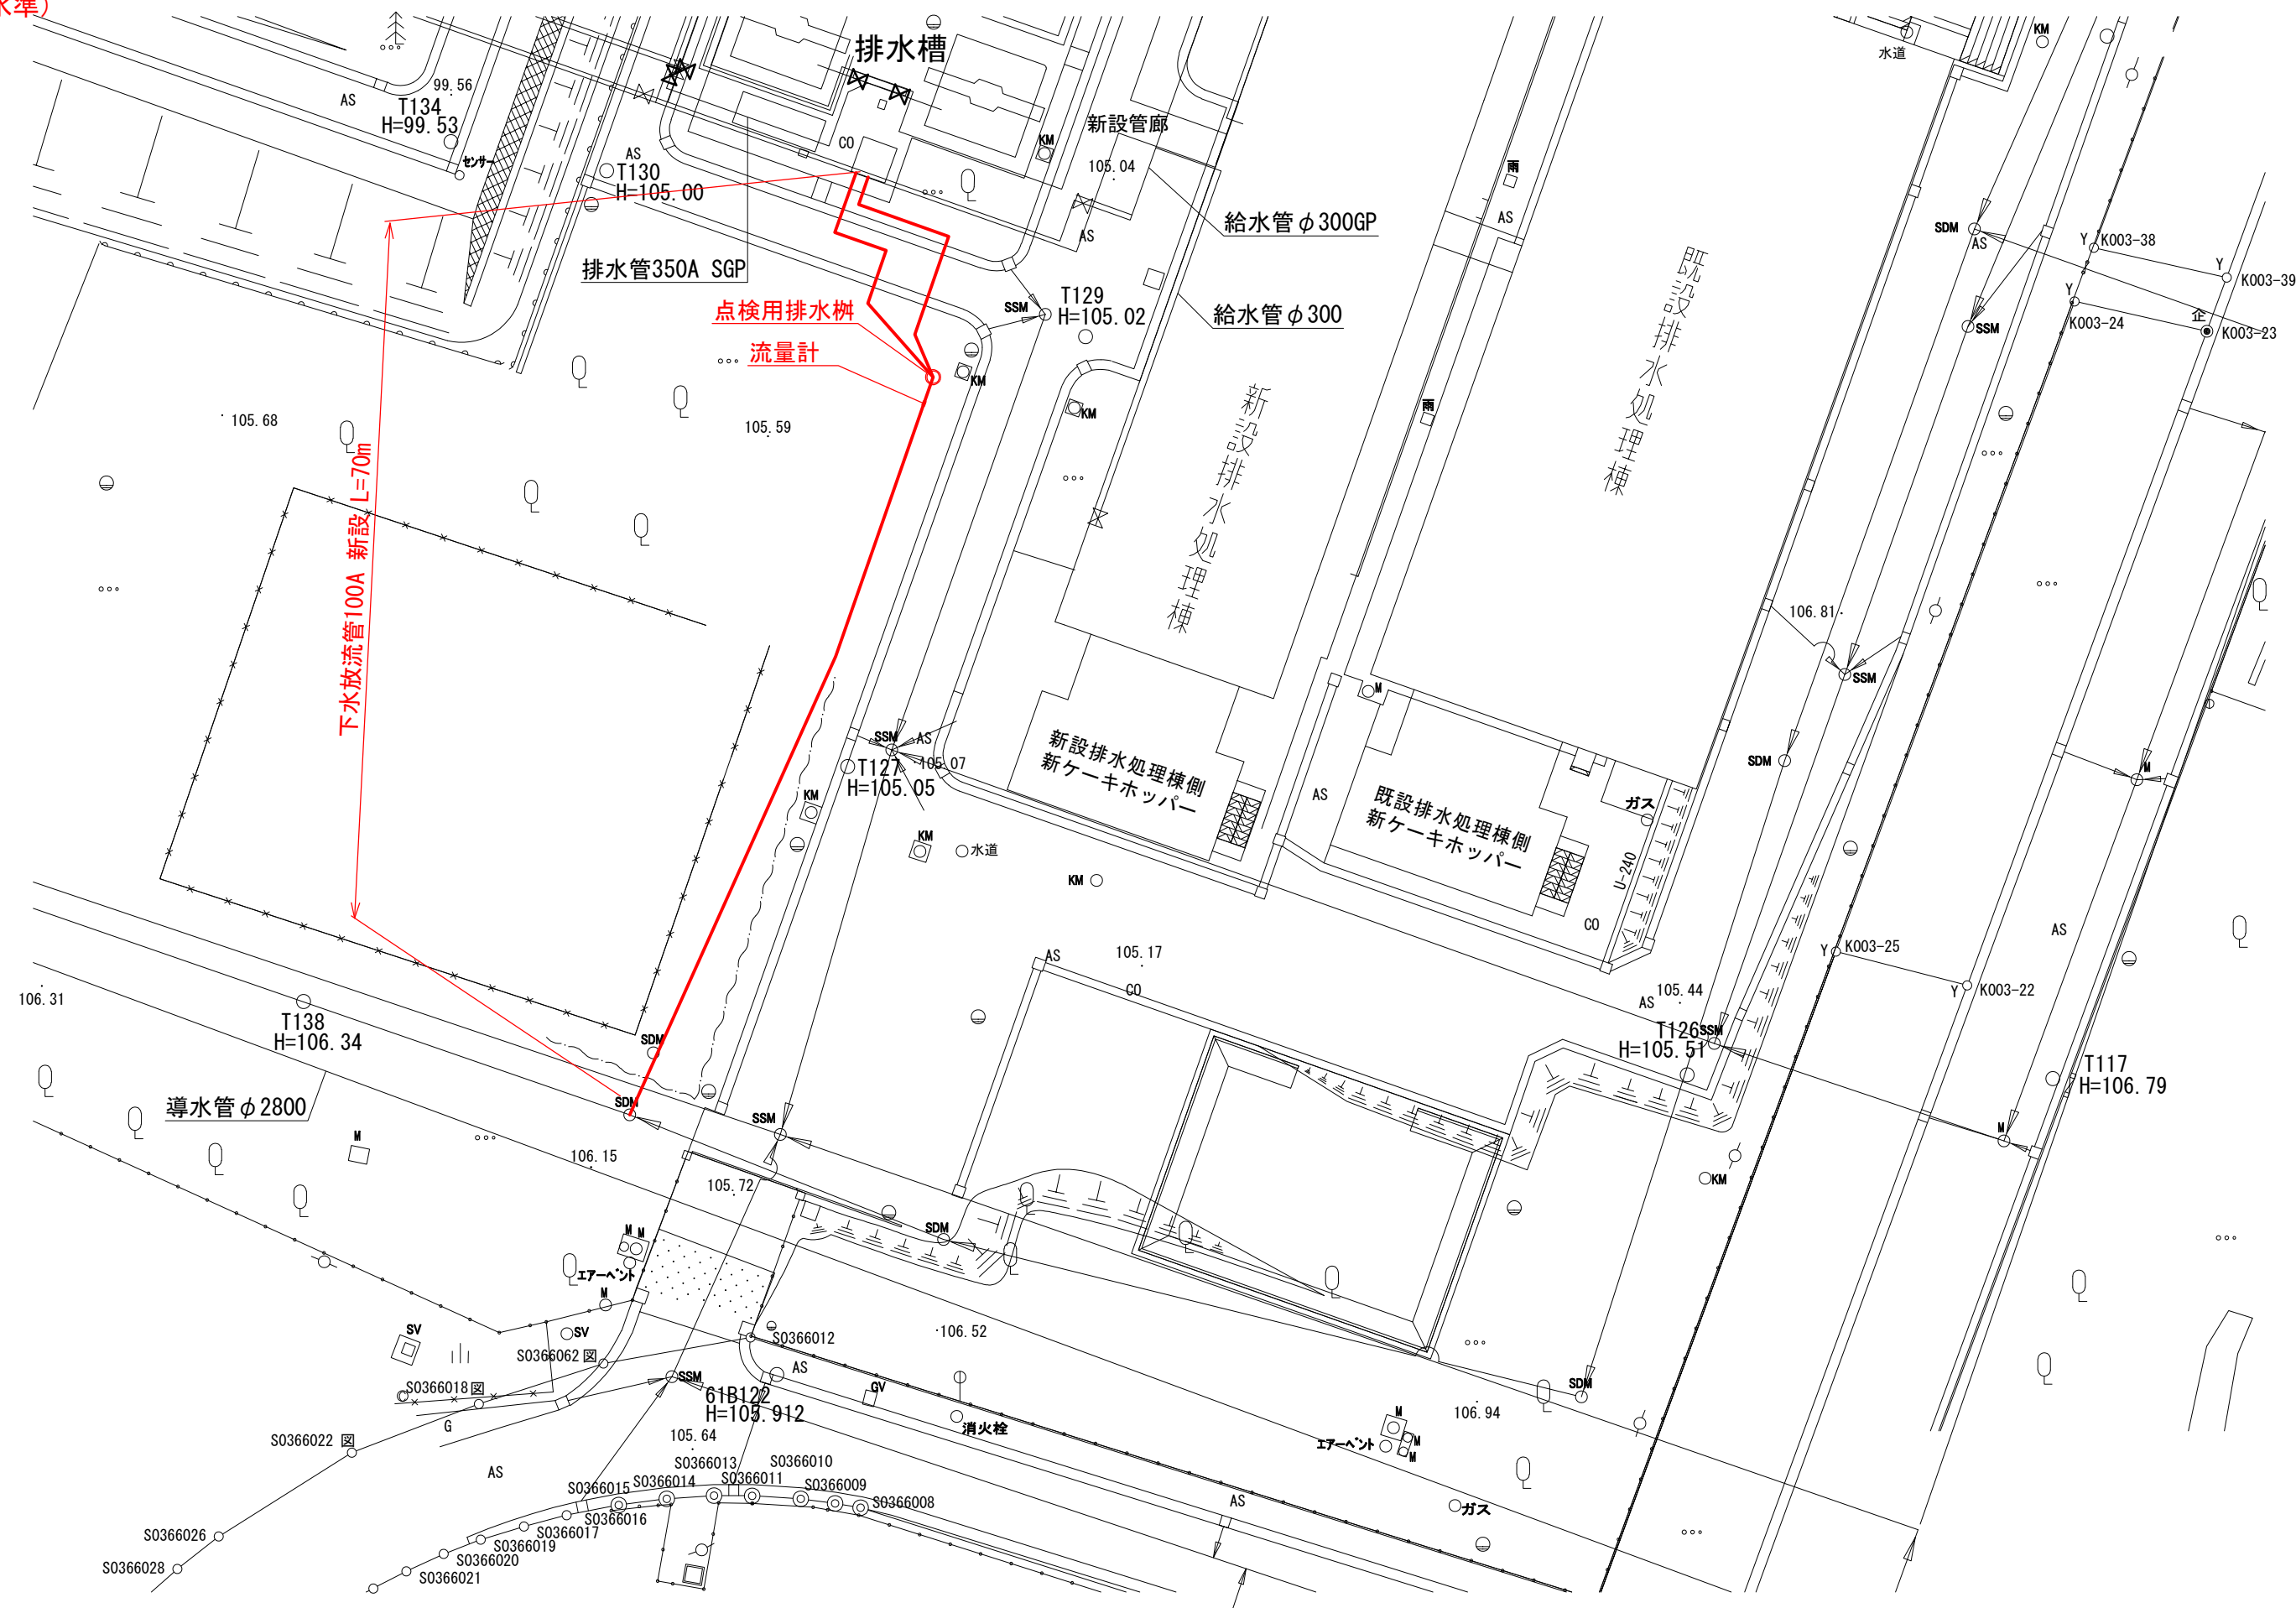 水準)
排水槽
水道
KM
AS
99.56
T134
H=99.53
センサー
AS
T130
H=105.00
CO
KM
新設管廊
105.04
雨
AS
給水管φ300GP
AS
SDM
AS
Y
K003-38
Y
K003-39
排水管350A SGP
点検用排水桝
流量計
SSM
T129
H=105.02
給水管φ300
Y
K003-24
企
K003-23
SSM
既設排水処理棟
KM
KM
105.68
105.59
新設排水処理棟
雨
下水放流管100A 新設 L=70m
106.81
SSM
M
SSM
AS
105.07
T127
H=105.05
新設排水処理棟側
新ケーキホッパー
SDM
M
KM
AS
既設排水処理棟側
新ケーキホッパー
ガス
U-240
KM
水道
KM
CO
AS
Y
K003-25
Y
K003-22
AS
105.17
CO
105.44
AS
106.31
T138
H=106.34
SDM
T126
H=105.51
SSM
T117
H=106.79
導水管φ2800
SDM
SSM
M
M
106.15
105.72
KM
SDM
M
M
エアーベント
M
SV
SV
106.52
S0366012
S0366062
図
AS
SSM
S0366018
図
61B122
H=105.912
GV
SDM
106.94
M
消火栓
エアーベント
M
M
G
S0366022
図
105.64
AS
S0366013
S0366010
S0366015
S0366014
S0366011
S0366009
S0366008
AS
ガス
S0366016
S0366017
S0366026
S0366019
S0366020
S0366028
S0366021